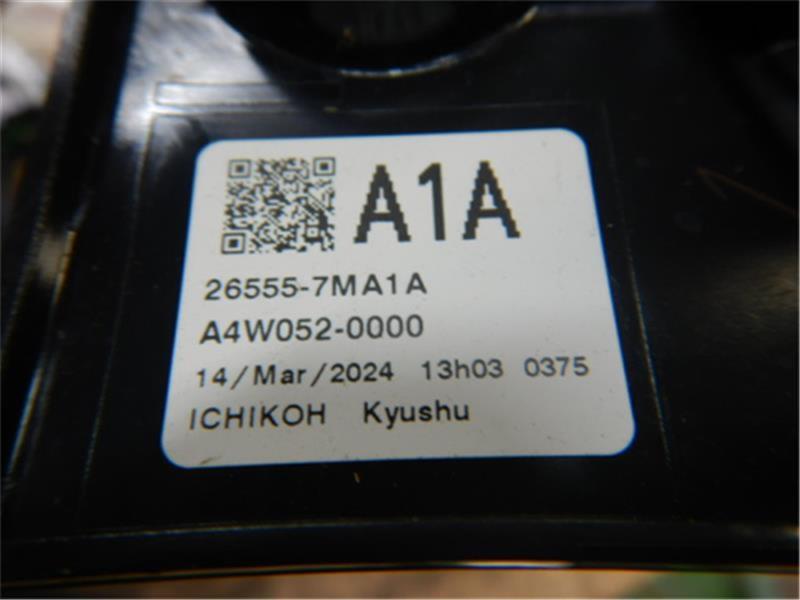 A1A
26555-7MA1A
A4W052-0000
14/Mar/2024 13h03 0375
ICHIKOH Kyushu